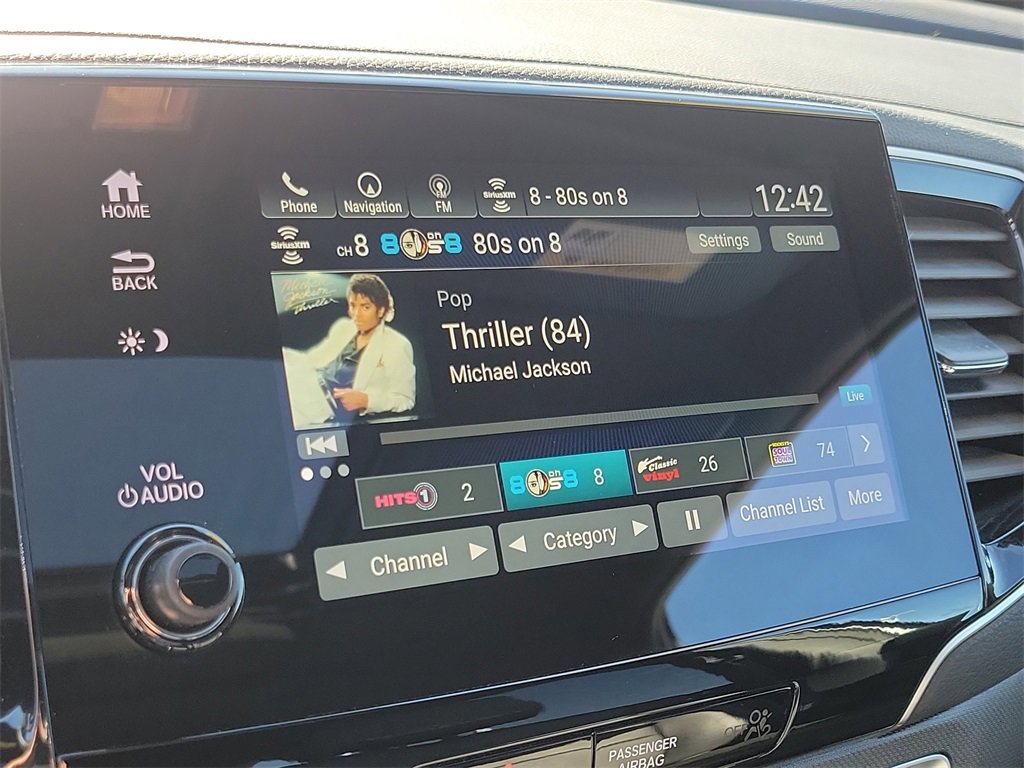 HOME
Phone
Navigation
FM
FM
SiriusXM
8 - 80s on 8
12:42
SiriusXM
CH 8
80s on 8
80s on 8
Settings
Sound
BACK
Michael
Jackson
Thriller
Pop
Thriller (84)
Michael Jackson
Live
HITS 1
2
80s on 8
8
Classic
vinyl
26
SOUL
TOWN
74
VOL
AUDIO
Channel
Category
Channel List
More
PASSENGER
AIRBAG
OFF